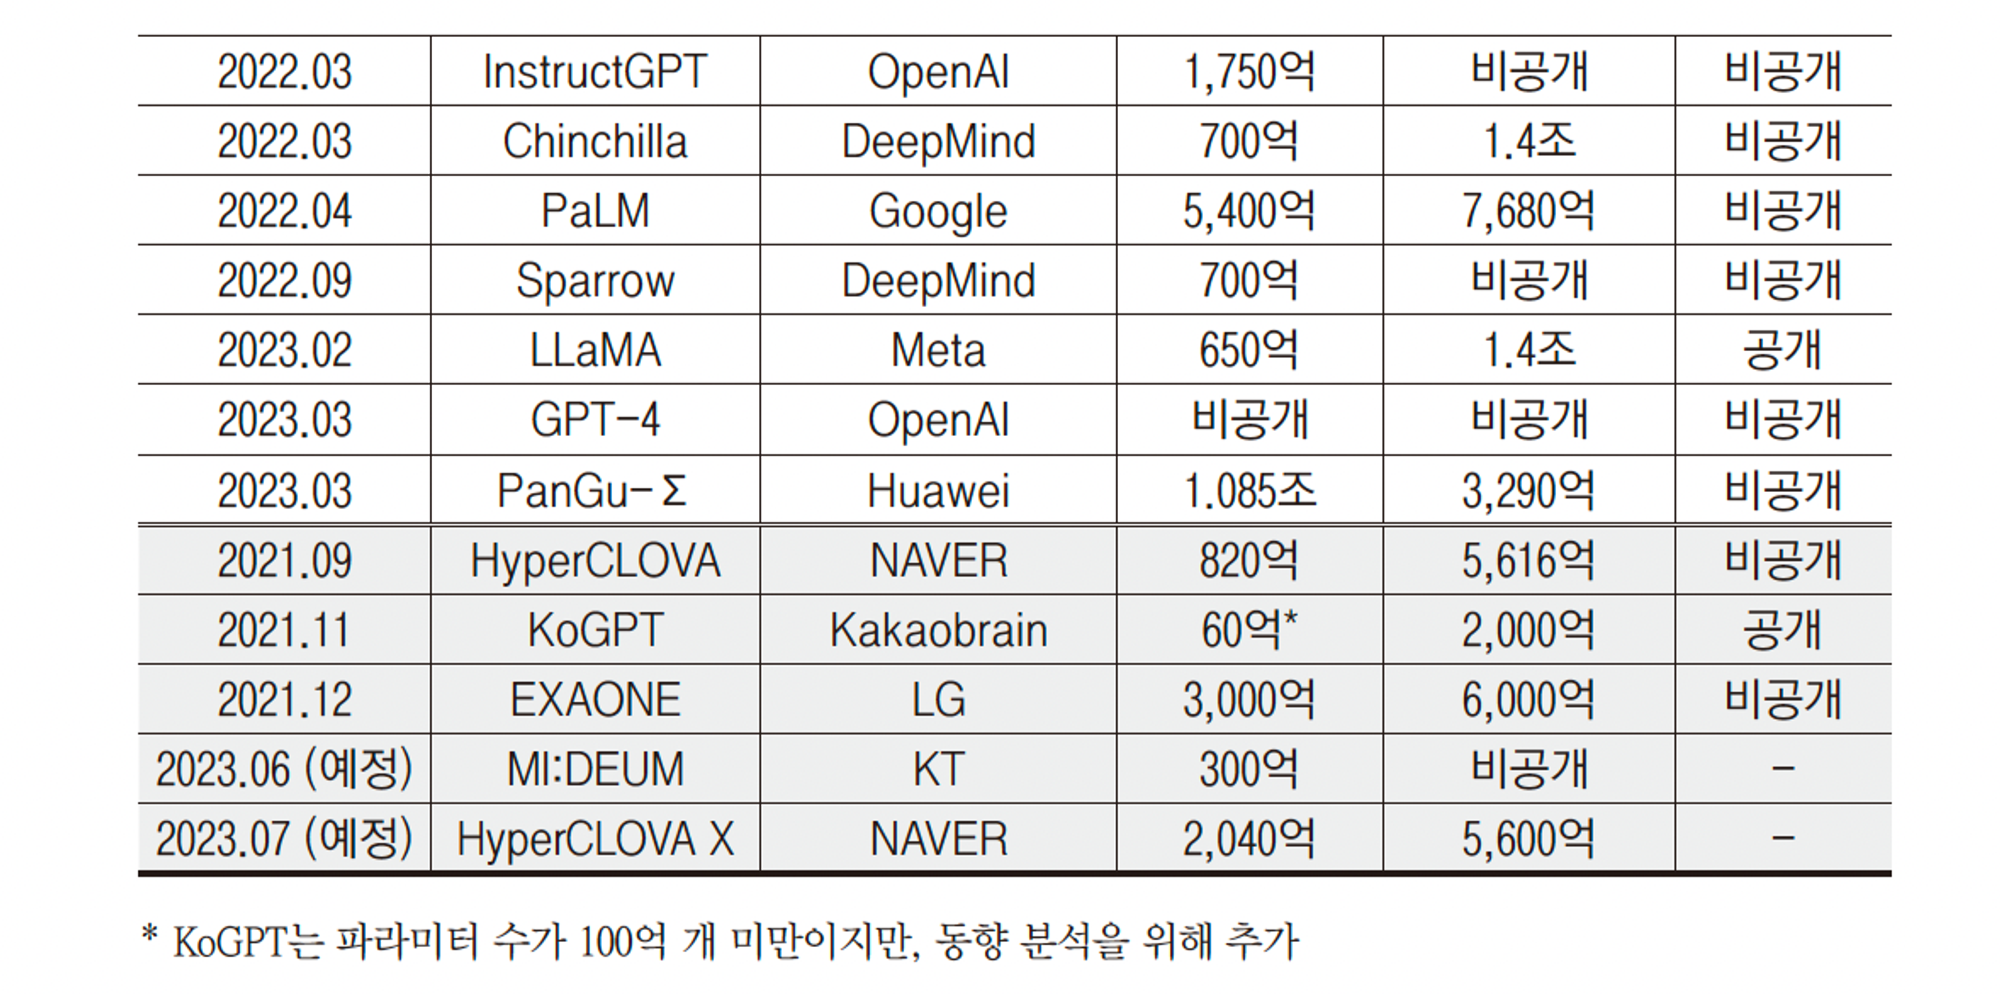 2022.03 InstructGPT OpenAI 1,750억 비공개 비공개
2022.03 Chinchilla DeepMind 700억 1.4조 비공개
2022.04 PaLM Google 5,400억 7,680억 비공개
2022.09 Sparrow DeepMind 700억 비공개 비공개
2023.02 LLaMA Meta 650억 1.4조 공개
2023.03 GPT-4 OpenAI 비공개 비공개 비공개
2023.03 PanGu-Σ Huawei 1.085조 3,290억 비공개
2021.09 HyperCLOVA NAVER 820억 5,616억 비공개
2021.11 KoGPT Kakaobrain 60억* 2,000억 공개
2021.12 EXAONE LG 3,000억 6,000억 비공개
2023.06 (예정) MI:DEUM KT 300억 비공개 -
2023.07 (예정) HyperCLOVA X NAVER 2,040억 5,600억 -
* KoGPT는 파라미터 수가 100억 개 미만이지만, 동향 분석을 위해 추가